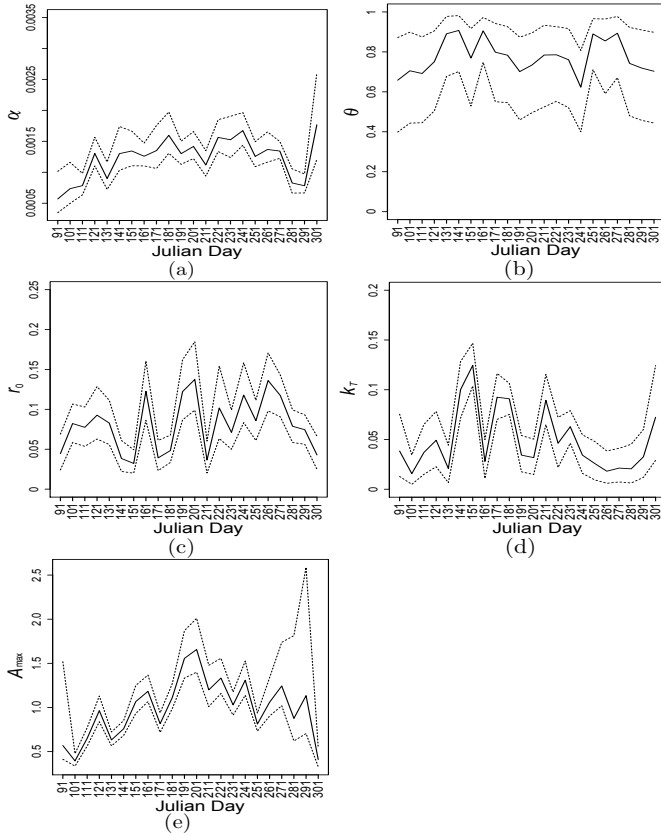 0.0005 0.0015 0.0025 0.0035
α
91 101 111 121 131 141 151 161 171 181 191 201 211 221 231 241 251 261 271 281 291 301
Julian Day
(a)
0 0.2 0.4 0.6 0.8 1
θ
91 101 111 121 131 141 151 161 171 181 191 201 211 221 231 241 251 261 271 281 291 301
Julian Day
(b)
0 0.05 0.1 0.15 0.2 0.25
r0
91 101 111 121 131 141 151 161 171 181 191 201 211 221 231 241 251 261 271 281 291 301
Julian Day
(c)
0 0.05 0.1 0.15 0.2
kT
91 101 111 121 131 141 151 161 171 181 191 201 211 221 231 241 251 261 271 281 291 301
Julian Day
(d)
0.5 1.0 1.5 2.0 2.5
Amax
91 101 111 121 131 141 151 161 171 181 191 201 211 221 231 241 251 261 271 281 291 301
Julian Day
(e)